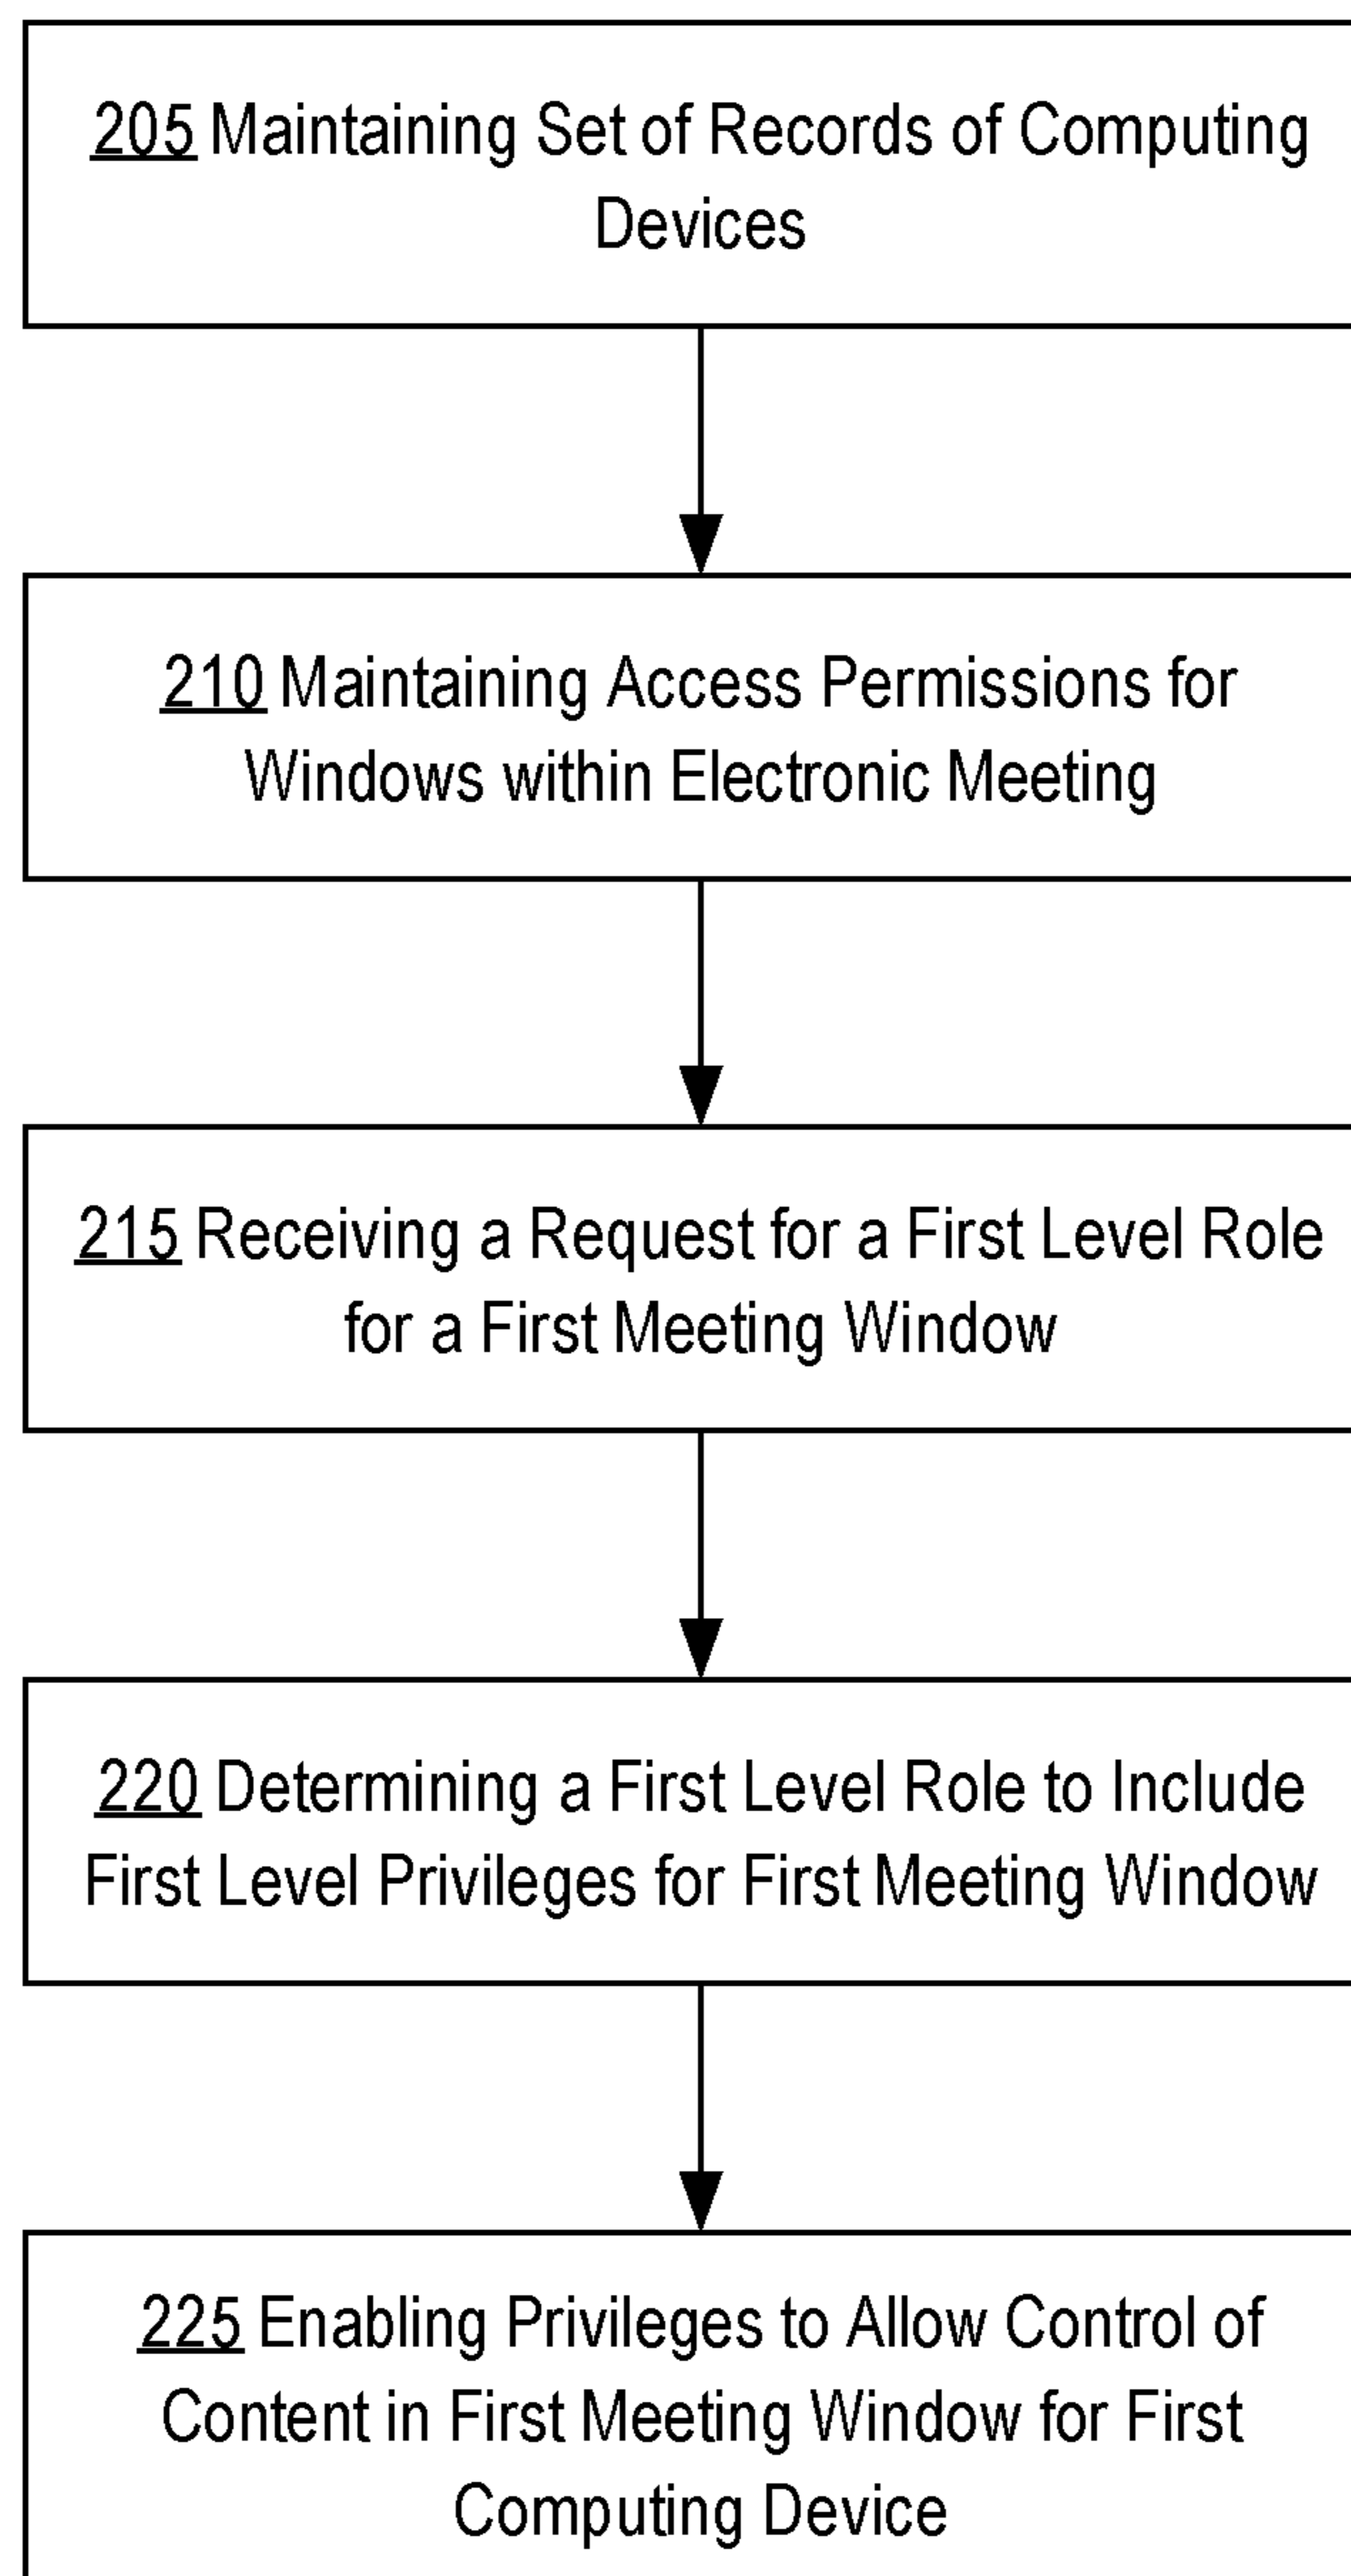 205 Maintaining Set of Records of Computing
Devices
210 Maintaining Access Permissions for
Windows within Electronic Meeting
215 Receiving a Request for a First Level Role
for a First Meeting Window
220 Determining a First Level Role to Include
First Level Privileges for First Meeting Window
225 Enabling Privileges to Allow Control of
Content in First Meeting Window for First
Computing Device